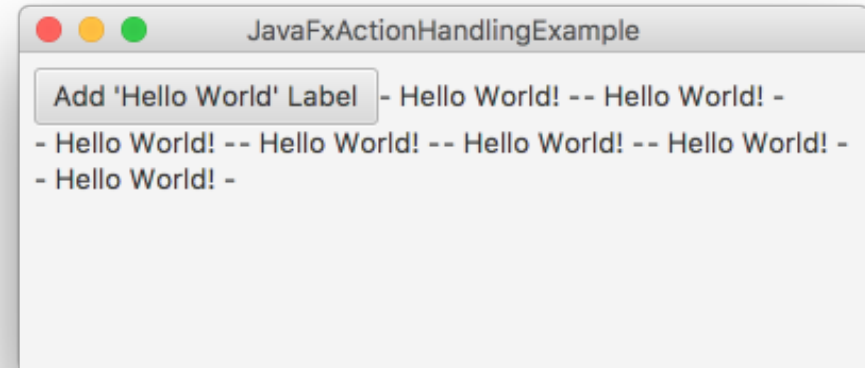 JavaFxActionHandlingExample
Add 'Hello World' Label - Hello World! -- Hello World! -
- Hello World! -- Hello World! -- Hello World! -- Hello World! -
- Hello World! -